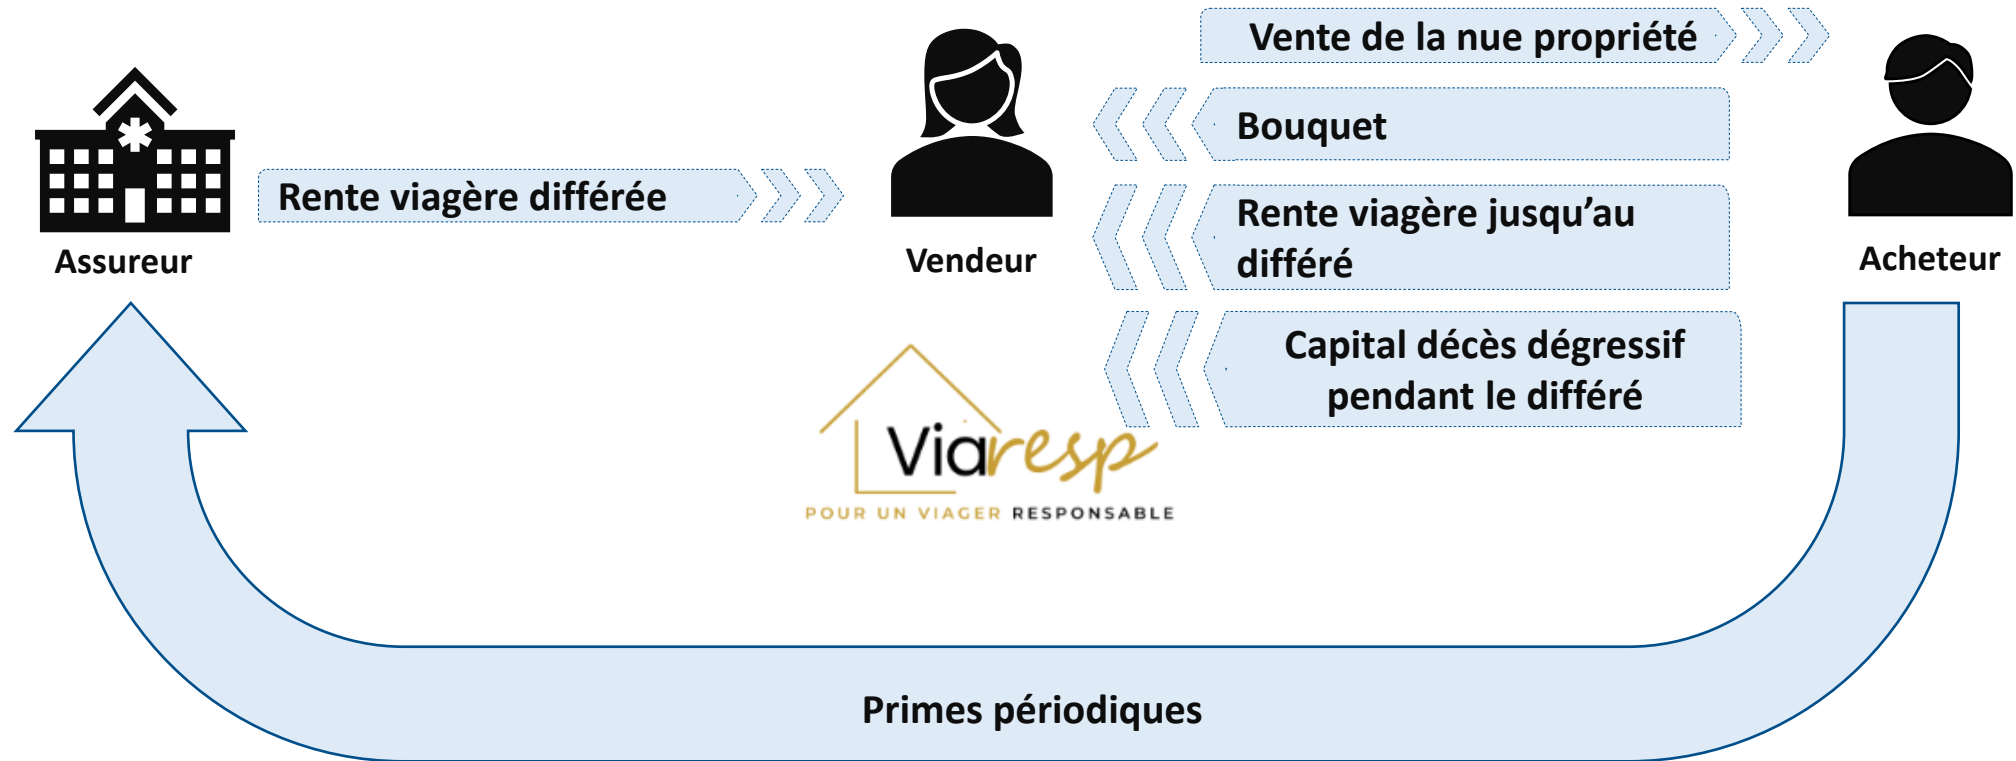 Vente de la nue propriété
Bouquet
Rente viagère différée
Rente viagère jusqu’au
différé
Assureur
Vendeur
Acheteur
Capital décès dégressif
pendant le différé
Viaresp
POUR UN VIAGER RESPONSABLE
Primes périodiques